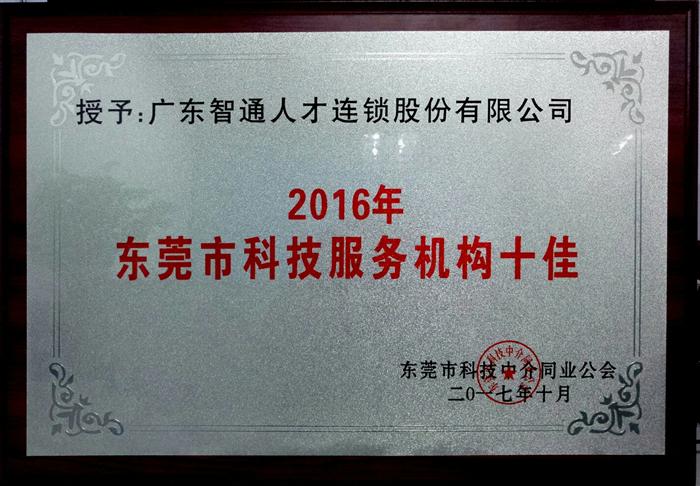 授予:广东智通人才连锁股份有限公司
2016年
东莞市科技服务机构十佳
东莞市科技中介同业公会
二〇一七年十月